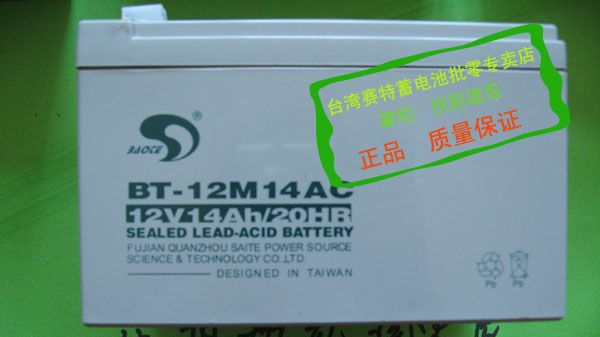 台湾赛特蓄电池批零专卖店
正品 质量保证
®
BAOTE
BT-12M14AC
12V14Ah/20HR
SEALED LEAD-ACID BATTERY
FUJIAN QUANZHOU SAITE POWER SOURCE
SCIENCE & TECHNOLOGY CO.,LTD.
DESIGNED IN TAIWAN
Pb Pb